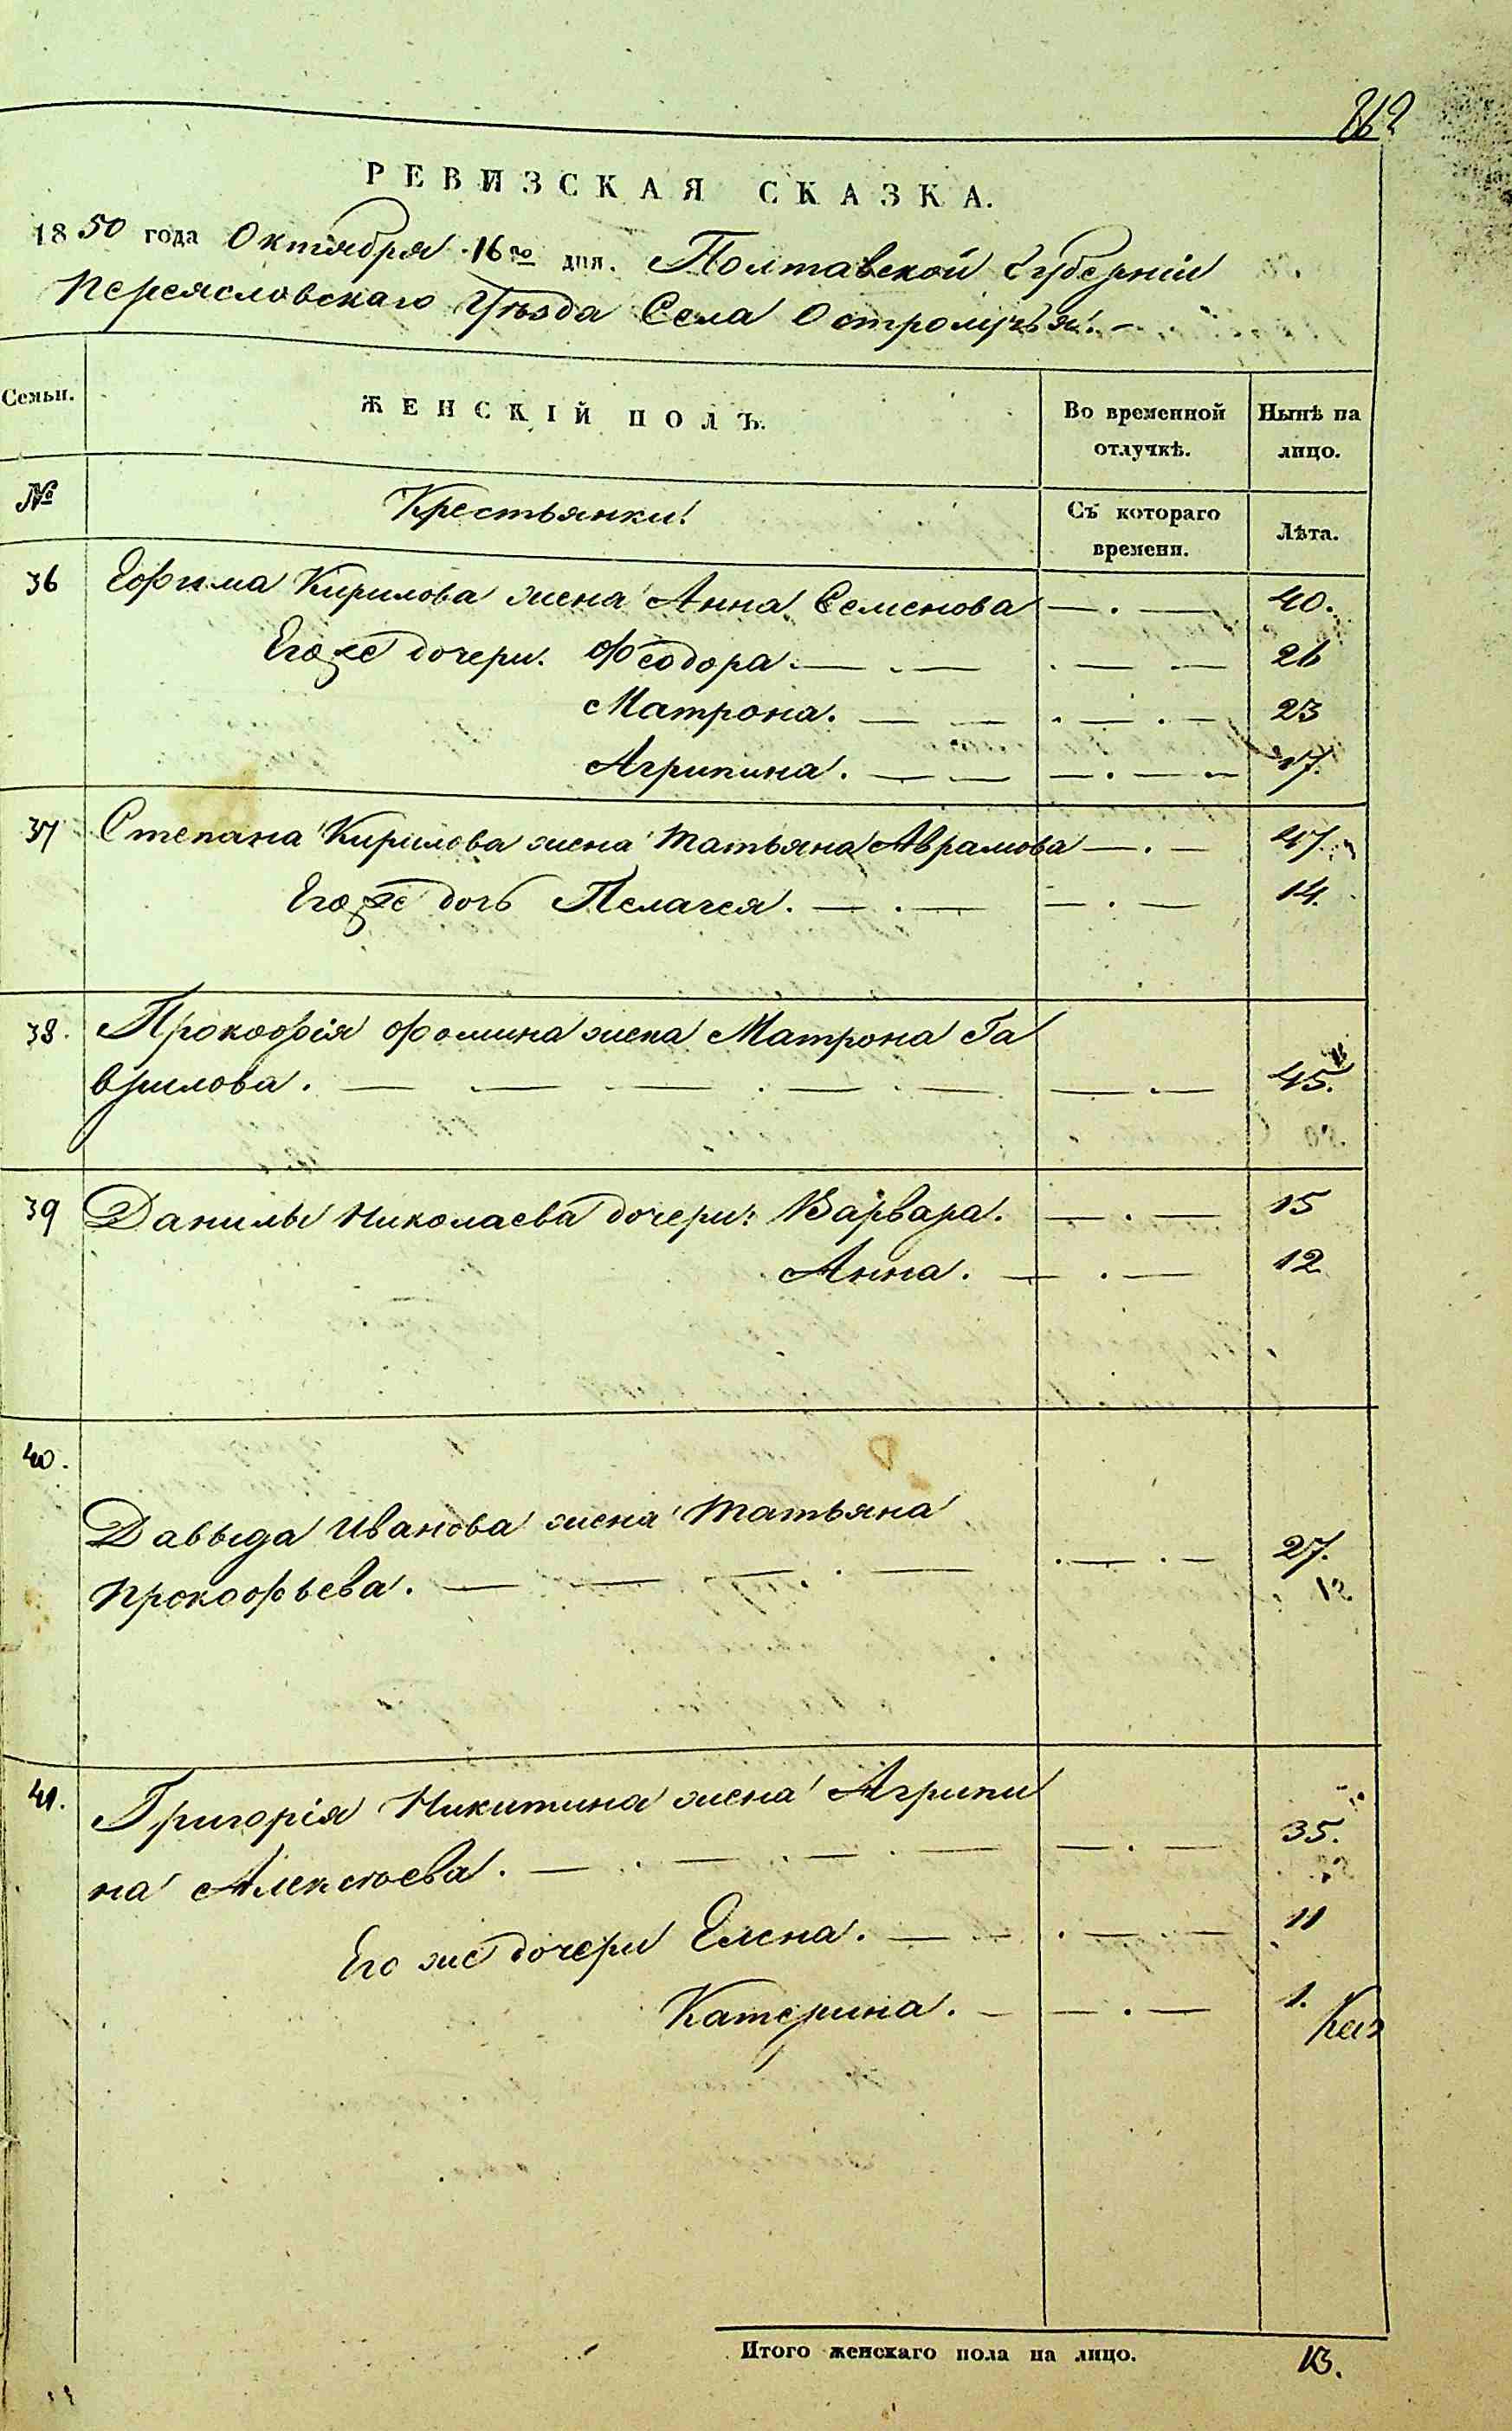 262
РЕВИЗСКАЯ СКАЗКА.
1850 года Октября 16го дня. Полтавской Губерніи
Переясловскаго Уѣзда Села Остролучья.
Семьи. ЖЕНСКІЙ ПОЛЪ. Во временной отлучкѣ. Нынѣ на лицо.
№ Крестьянки Съ котораго времени. Лѣта.
36 Ефима Кирилова жена Анна Семенова 40.
Его же дочери. Феодора 26
Матрона. 23
Агрипина. 17.
37 Степана Кирилова жена Татьяна Аврамова 47.
Его же дочь Пелагея. 14.
38. Прокофія Фомина жена Матрона Га
врилова. 45.
39 Данилы Николаева дочери: Варвара. 15
Анна. 12
40.
Давыда Иванова жена Татьяна
Прокофьева. 27.
41. Григорія Никитина жена Агрипи
на Алексѣева. 35.
Его же дочери Елена. 11
Катерина. 1.
Итого женскаго пола на лицо. 13.